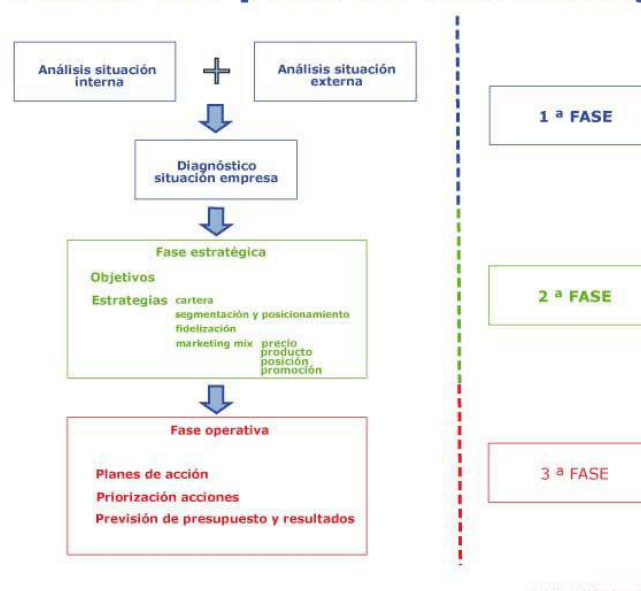 Análisis situación
interna
Análisis situación
externa
1 ª FASE
Diagnóstico
situación empresa
Fase estratégica
Objetivos
Estrategias cartera
segmentación y posicionamiento
fidelización
marketing mix precio
producto
posición
promoción
2 ª FASE
Fase operativa
Planes de acción
Priorización acciones
Previsión de presupuesto y resultados
3 ª FASE